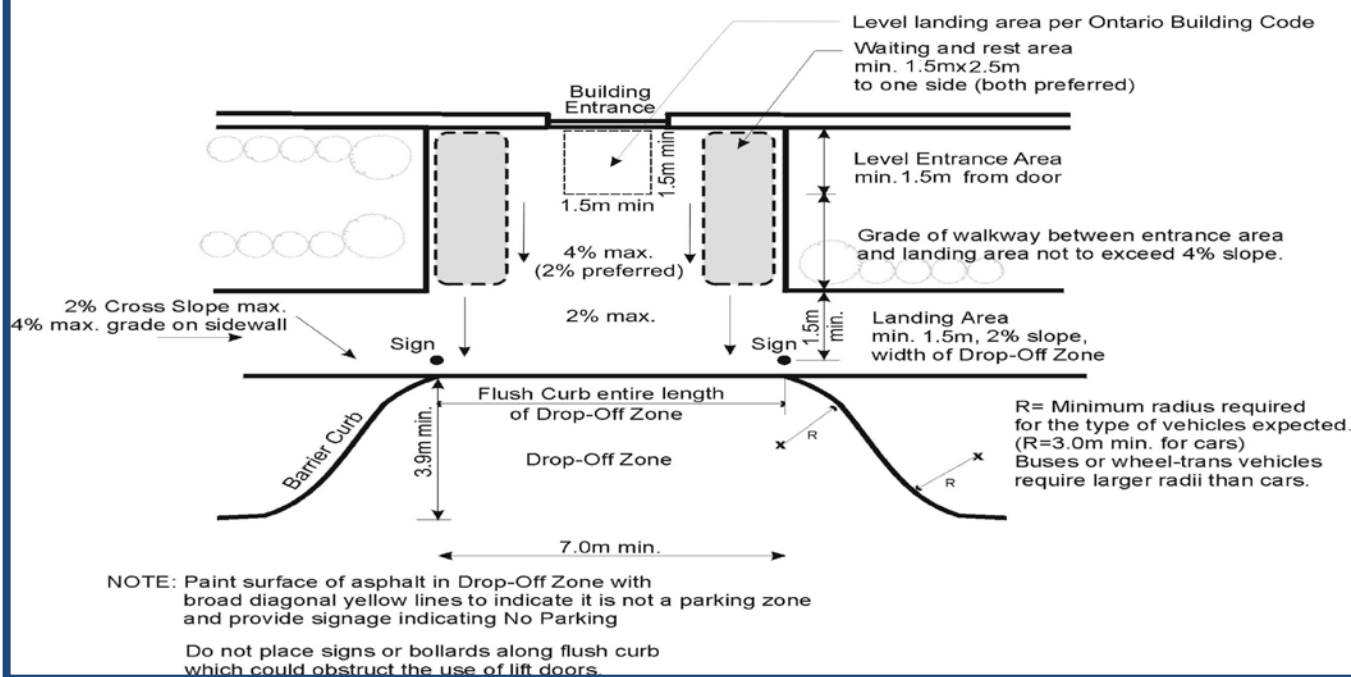 Level landing area per Ontario Building Code
Waiting and rest area
min. 1.5mx2.5m
to one side (both preferred)
Building
Entrance
1.5m min.
1.5m min
Level Entrance Area
min.1.5m from door
4% max.
(2% preferred)
Grade of walkway between entrance area
and landing area not to exceed 4% slope.
2% Cross Slope max.
4% max. grade on sidewall
2% max.
1.5m
min.
Landing Area
min. 1.5m, 2% slope,
width of Drop-Off Zone
Sign
Sign
Flush Curb entire length
of Drop-Off Zone
Barrier Curb
3.9m min.
Drop-Off Zone
R
R
R= Minimum radius required
for the type of vehicles expected.
(R=3.0m min. for cars)
Buses or wheel-trans vehicles
require larger radii than cars.
7.0m min.
NOTE: Paint surface of asphalt in Drop-Off Zone with
broad diagonal yellow lines to indicate it is not a parking zone
and provide signage indicating No Parking
Do not place signs or bollards along flush curb
which could obstruct the use of lift doors.